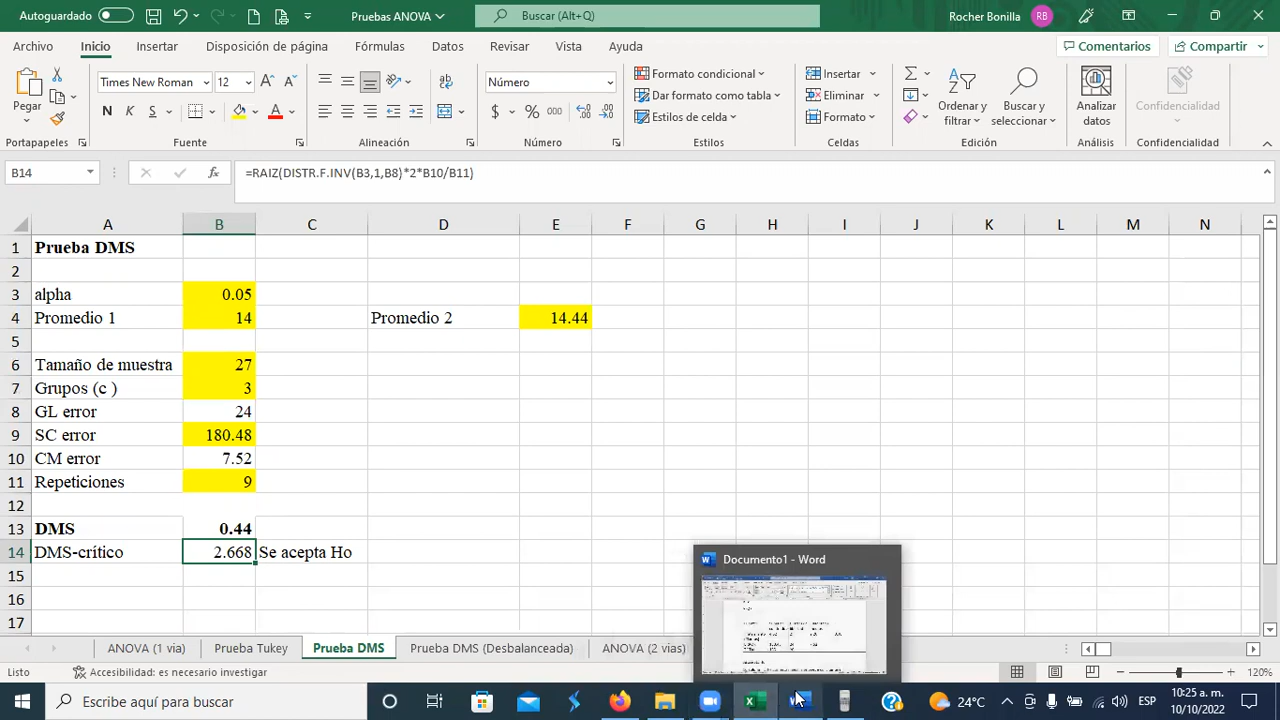 Autoguardado
Pruebas ANOVA
Buscar (Alt+Q)
Rocher Bonilla
RB
Archivo
Inicio
Insertar
Disposición de página
Fórmulas
Datos
Revisar
Vista
Ayuda
Comentarios
Compartir
Pegar
Times New Roman
12
N K S
Número
$ % 000
Formato condicional
Dar formato como tabla
Estilos de celda
Insertar
Eliminar
Formato
Ordenar y filtrar
Buscar y seleccionar
Analizar datos
Confidencialidad
Portapapeles
Fuente
Alineación
Número
Estilos
Celdas
Edición
Análisis
Confidencialidad
B14
=RAIZ(DISTR.F.INV(B3,1,B8)*2*B10/B11)
A B C D E F G H I J K L M N
1 Prueba DMS
2
3 alpha 0.05
4 Promedio 1 14 Promedio 2 14.44
5
6 Tamaño de muestra 27
7 Grupos (c ) 3
8 GL error 24
9 SC error 180.48
10 CM error 7.52
11 Repeticiones 9
12
13 DMS 0.44
14 DMS-crítico 2.668 Se acepta Ho
15
16
17
Documento1 - Word
ANOVA (1 via)
Prueba Tukey
Prueba DMS
Prueba DMS (Desbalanceada)
ANOVA (2 vias)
Listo
Accesibilidad: es necesario investigar
120%
Escribe aquí para buscar
24°C
ESP
10:25 a. m.
10/10/2022